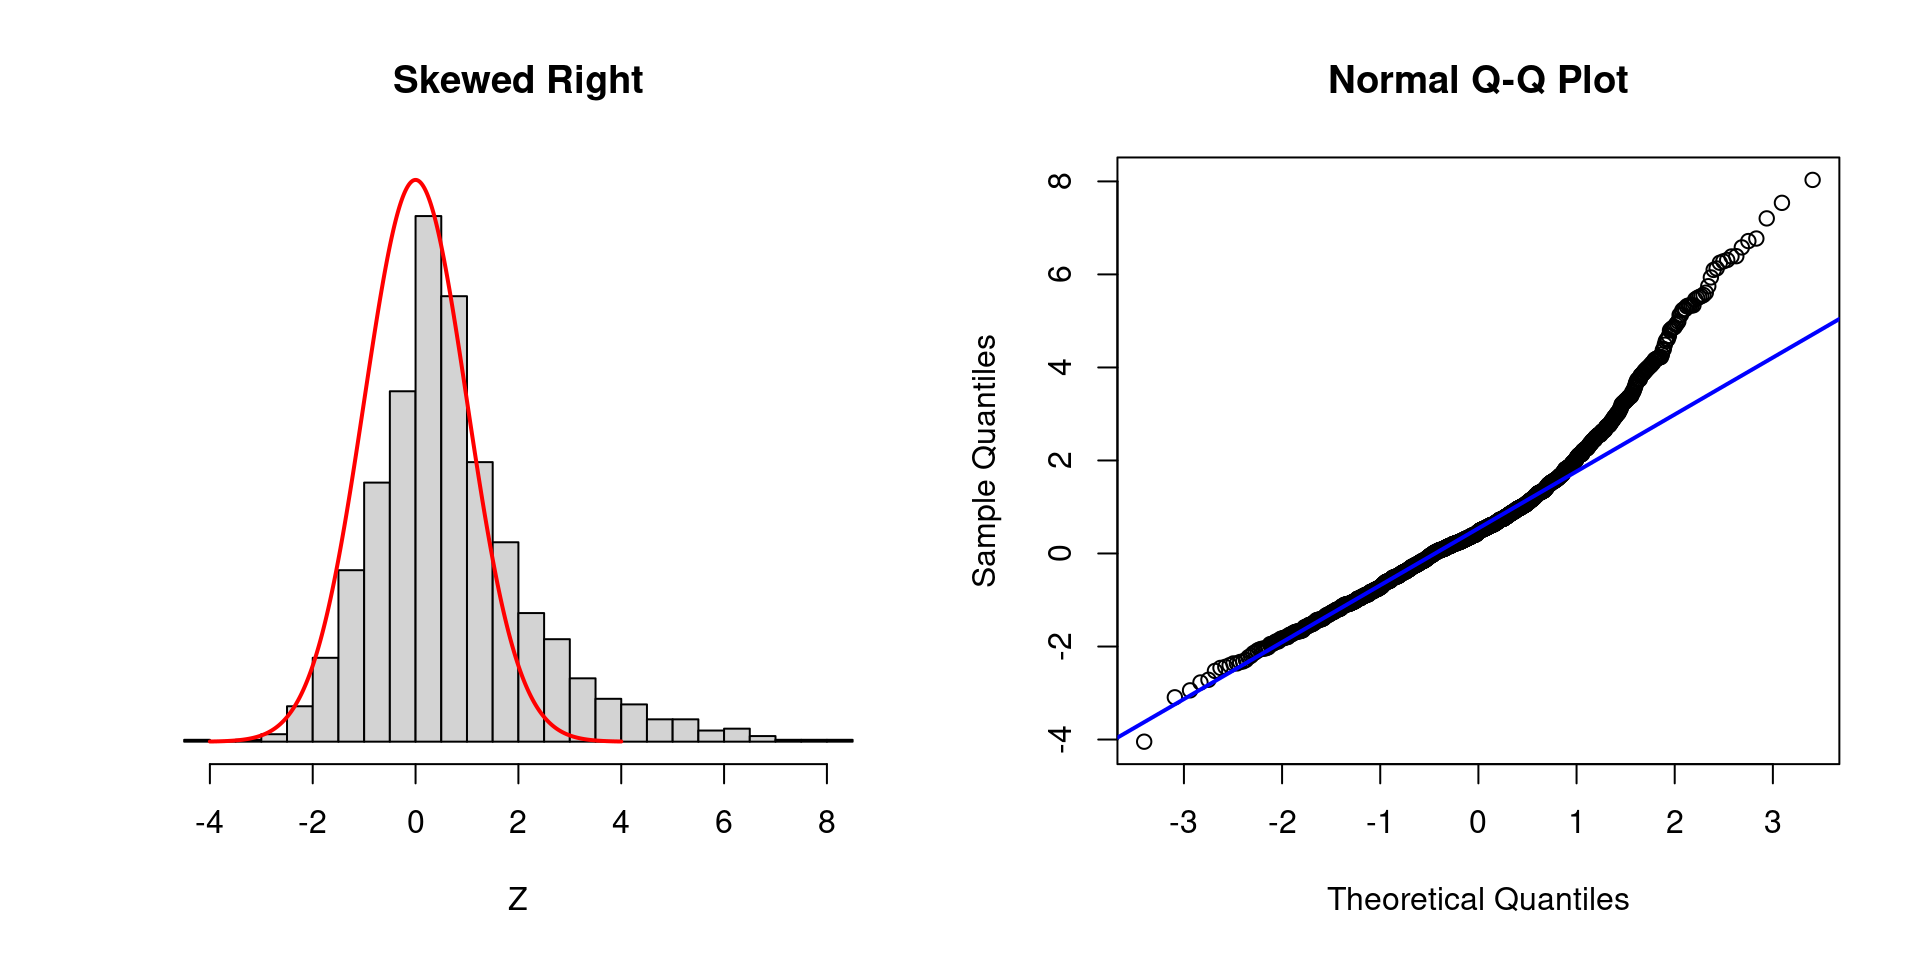 Skewed Right
-4 -2 0 2 4 6 8
Z
Normal Q-Q Plot
Sample Quantiles
-4 -2 0 2 4 6 8
-3 -2 -1 0 1 2 3
Theoretical Quantiles